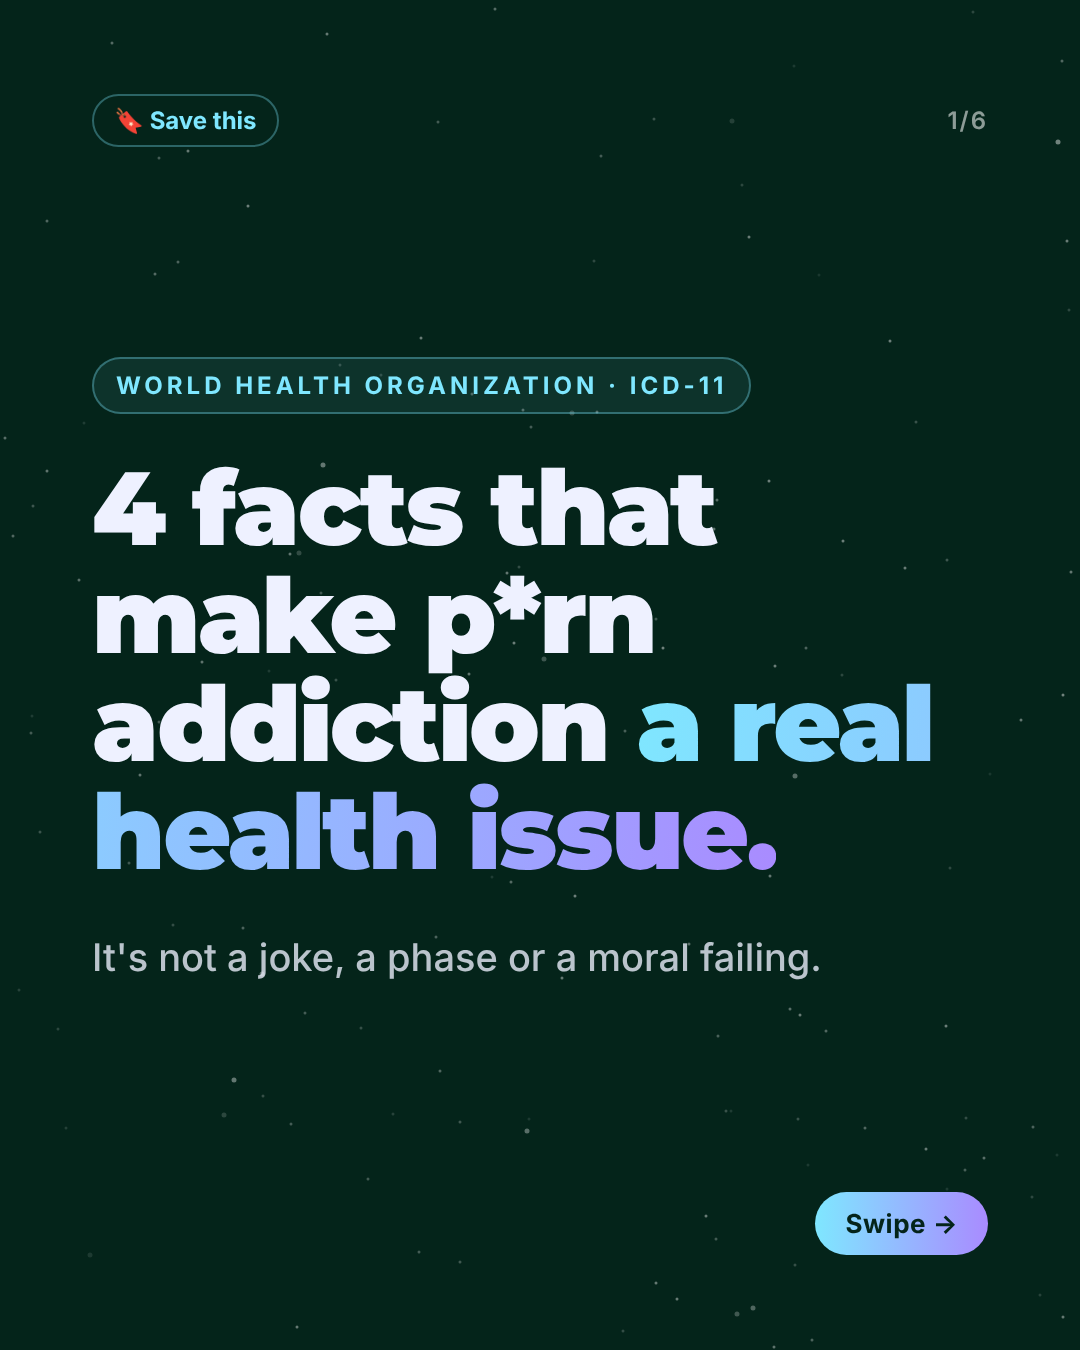 🔖 Save this
1/6
WORLD HEALTH ORGANIZATION · ICD-11
4 facts that
make p*rn
addiction a real
health issue.
It's not a joke, a phase or a moral failing.
Swipe →